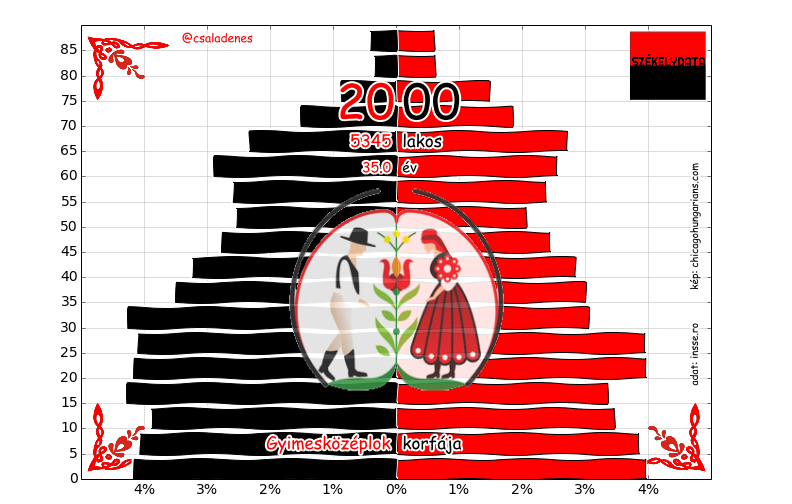 @csaladenes
SZÉKELYDATA
2000
5345 lakos
35.0 év
85
80
75
70
65
60
55
50
45
40
35
30
25
20
15
10
5
0
kép: chicagohungarians.com
adat: insse.ro
Gyimesközéplok korfája
4% 3% 2% 1% 0% 1% 2% 3% 4%